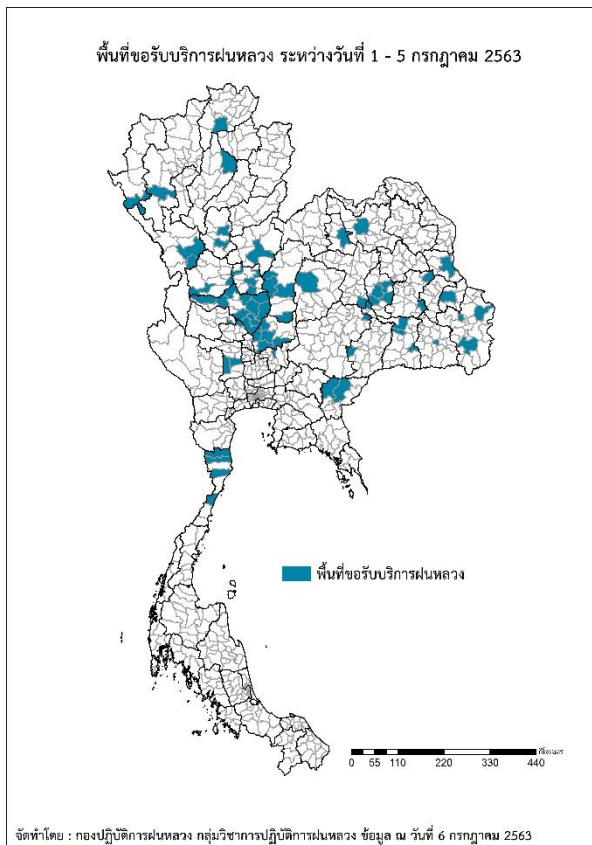 พื้นที่ขอรับบริการฝนหลวง ระหว่างวันที่ 1 - 5 กรกฎาคม 2563
พื้นที่ขอรับบริการฝนหลวง
กิโลเมตร
0 55 110 220 330 440
จัดทำโดย : กองปฏิบัติการฝนหลวง กลุ่มวิชาการปฏิบัติการฝนหลวง ข้อมูล ณ วันที่ 6 กรกฎาคม 2563